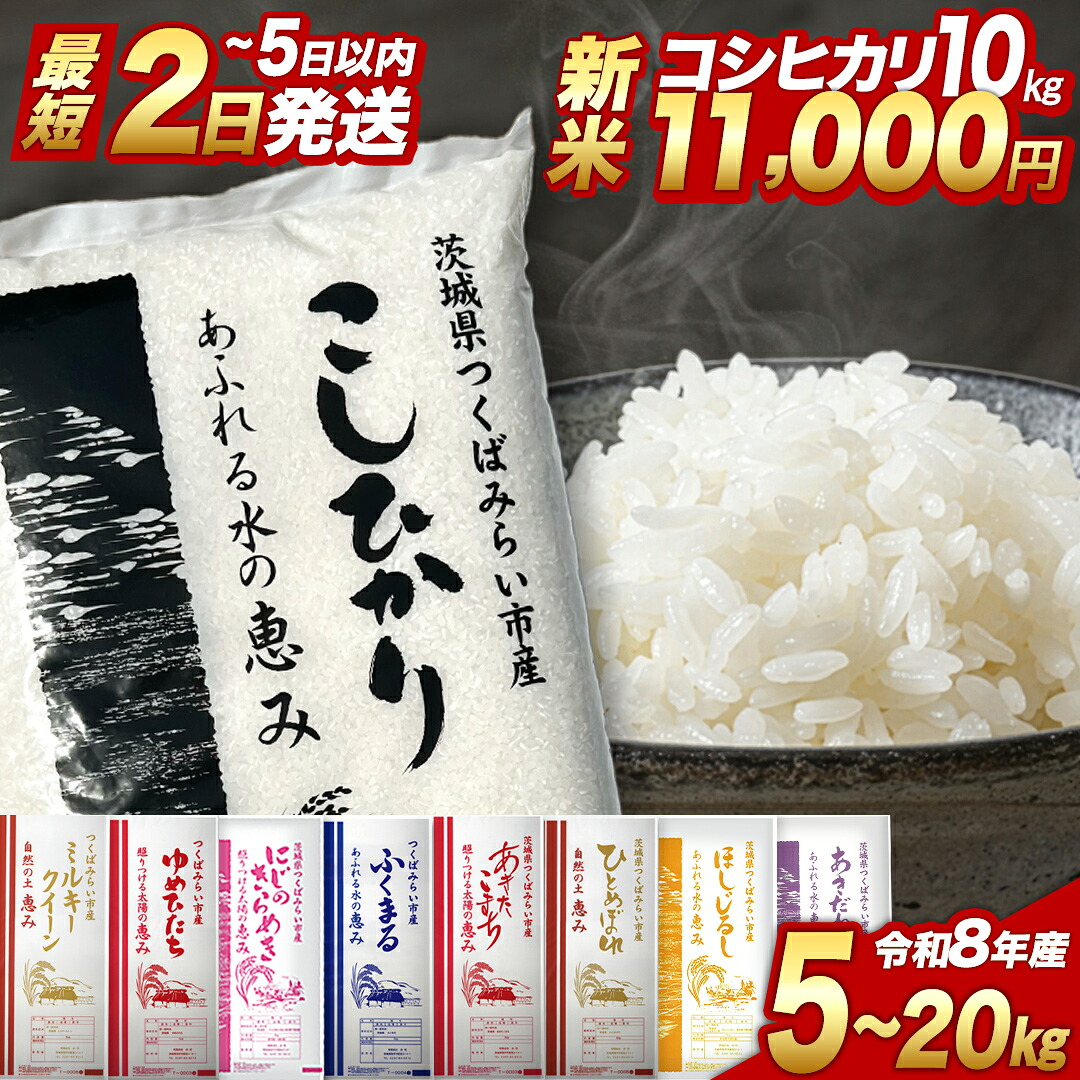 最短
2~5日以内
日発送
新米
コシヒカリ10kg
11,000円
茨城県つくばみらい市産
こしひかり
あふれる水の恵み
つくばみらい市産
ミルキークイーン
自然の土恵み
つくばみらい市産
ゆめひたち
照りつける太陽の恵み
茨城県つくばみらい市産
にじのきらめき
照りつける太陽の恵み
つくばみらい市産
ふくまる
あふれる水の恵み
茨城県つくばみらい市産
あきたこまち
照りつける太陽の恵み
ひとめぼれ
自然の土恵み
茨城県つくばみらい市産
ほしじるし
あふれる水の恵み
茨城県つくばみらい市産
あきだ
あふれる水の恵
令和8年産
5~20kg